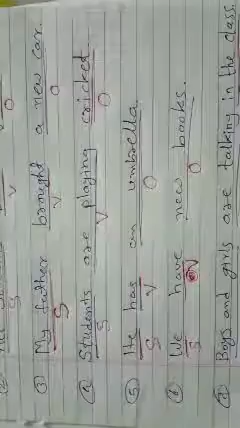 S V O
③ My father brought a new car.
S V O
④ Students are playing cricket
S V O
⑤ He has an umbrella.
S V O
⑥ We have new books.
S V O
⑦ Boys and girls are talking in the class.